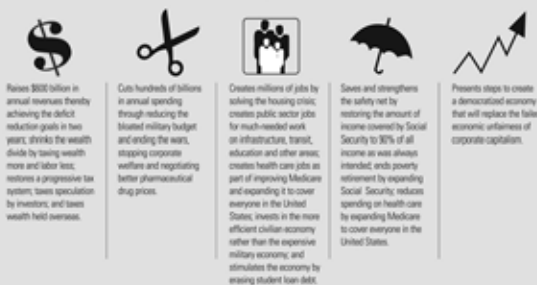 Raises $800 billion in
annual revenues thereby
achieving the deficit
reduction goals in two
years; shrinks the wealth
divide by taxing wealth
more and labor less;
restores a progressive tax
system; taxes speculation
by investors; and taxes
wealth held overseas.
Cuts hundreds of billions
in annual spending
through reducing the
bloated military budget
and ending the wars,
stopping corporate
welfare and negotiating
better pharmaceutical
drug prices.
Creates millions of jobs by
solving the housing crisis;
creates public sector jobs
for much-needed work
on infrastructure, transit,
education and other areas;
creates health care jobs as
part of improving Medicare
and expanding it to cover
everyone in the United
States; invests in the more
efficient civilian economy
rather than the expensive
military economy; and
stimulates the economy by
erasing student loan debt.
Saves and strengthens
the safety net by
restoring the amount of
income covered by Social
Security to 90% of all
income as was always
intended; ends poverty
retirement by expanding
Social Security; reduces
spending on health care
by expanding Medicare
to cover everyone in the
United States.
Presents steps to create
a democratized economy
that will replace the failed
economic unfairness of
corporate capitalism.